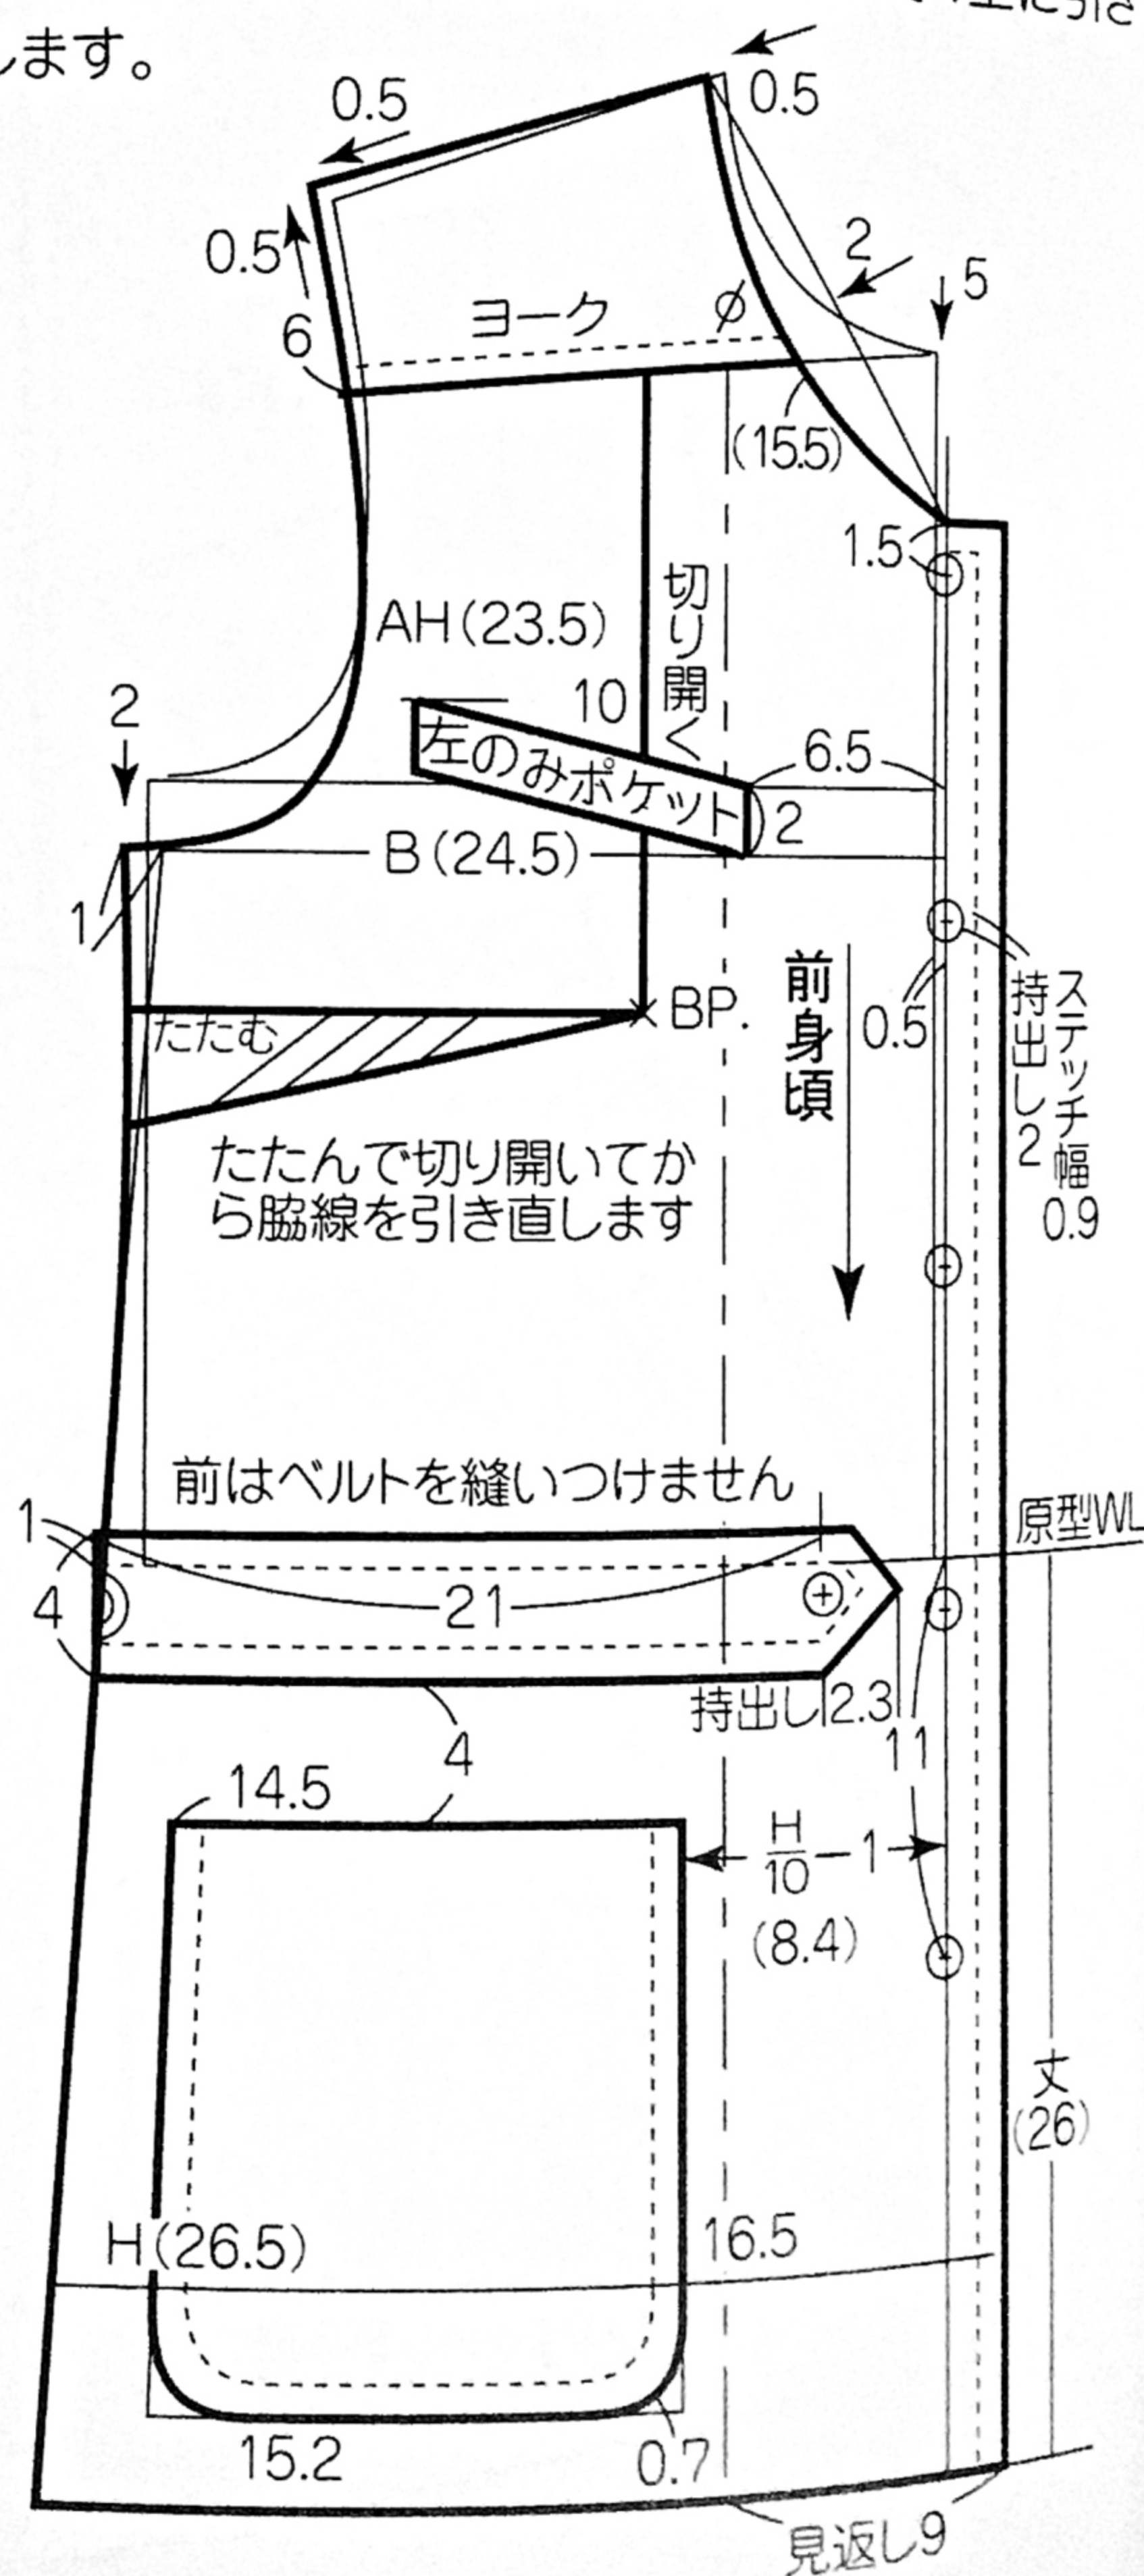 します。
0.5
0.5
0.5
2
5
6
ヨーク
φ
(15.5)
1.5
AH(23.5)
切り開く
2
10
左のみポケット
6.5
2
B(24.5)
1
BP.
たたむ
前身頃
0.5
持出し2
ステッチ幅0.9
たたんで切り開いてか
ら脇線を引き直します
前はベルトを縫いつけません
原型WL
1
4
21
持出し2.3
11
4
14.5
H/10-1
(8.4)
丈
(26)
H(26.5)
16.5
15.2
0.7
見返し9